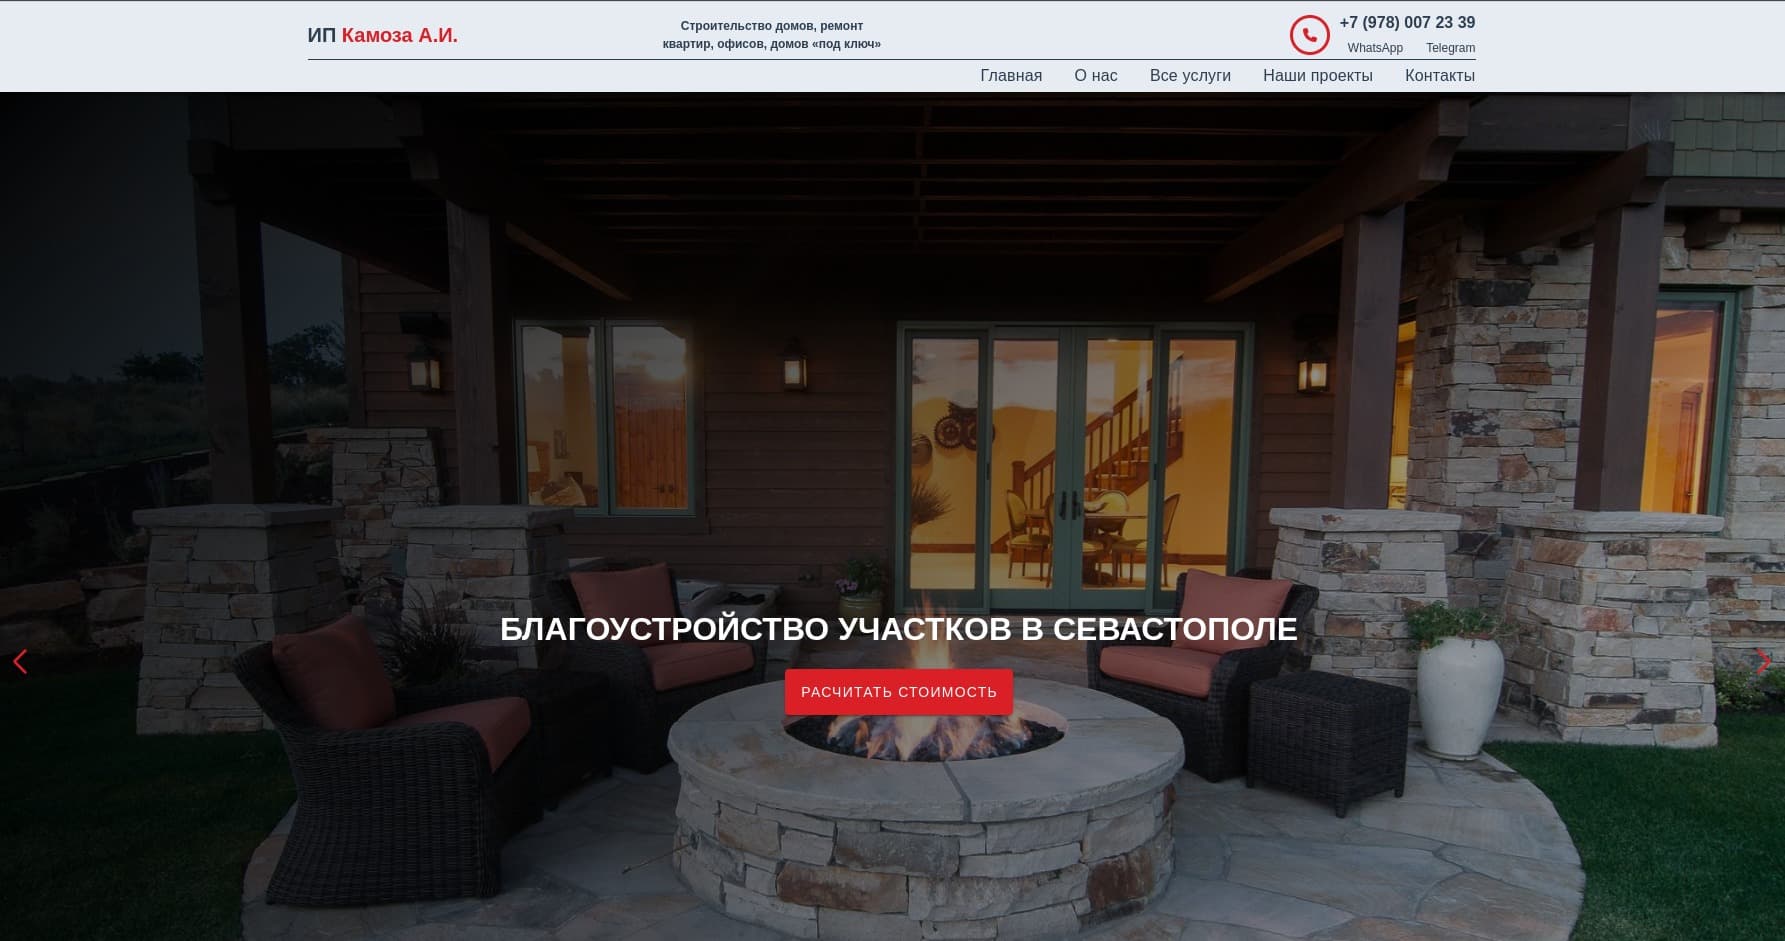 ИП Камоза А.И.
Строительство домов, ремонт
квартир, офисов, домов «под ключ»
+7 (978) 007 23 39
WhatsApp Telegram
Главная О нас Все услуги Наши проекты Контакты
БЛАГОУСТРОЙСТВО УЧАСТКОВ В СЕВАСТОПОЛЕ
РАСЧИТАТЬ СТОИМОСТЬ